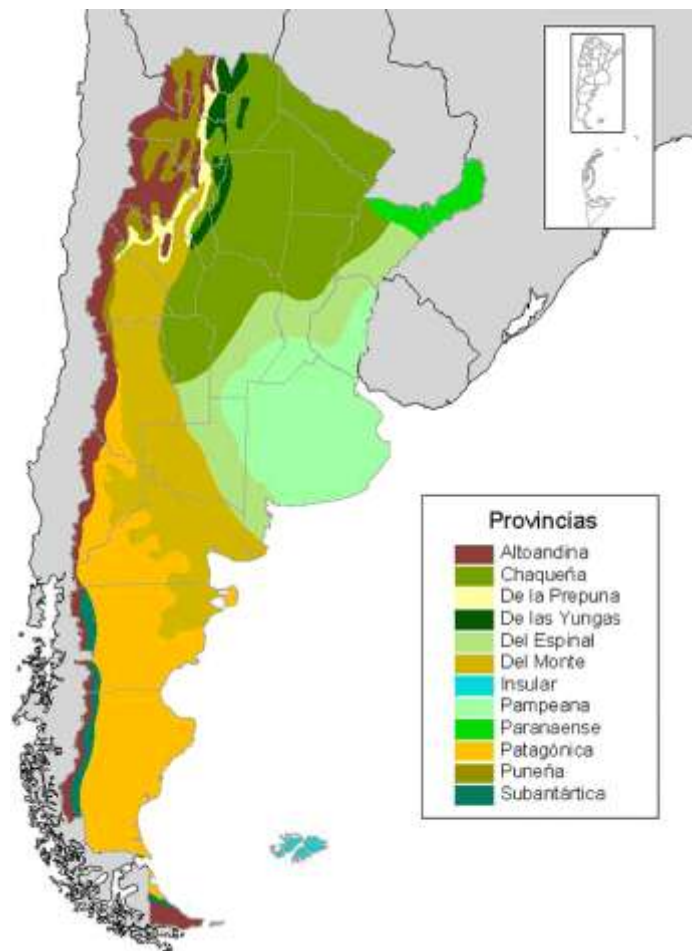 Provincias
Altoandina
Chaqueña
De la Prepuna
De las Yungas
Del Espinal
Del Monte
Insular
Pampeana
Paranaense
Patagónica
Puneña
Subantártica